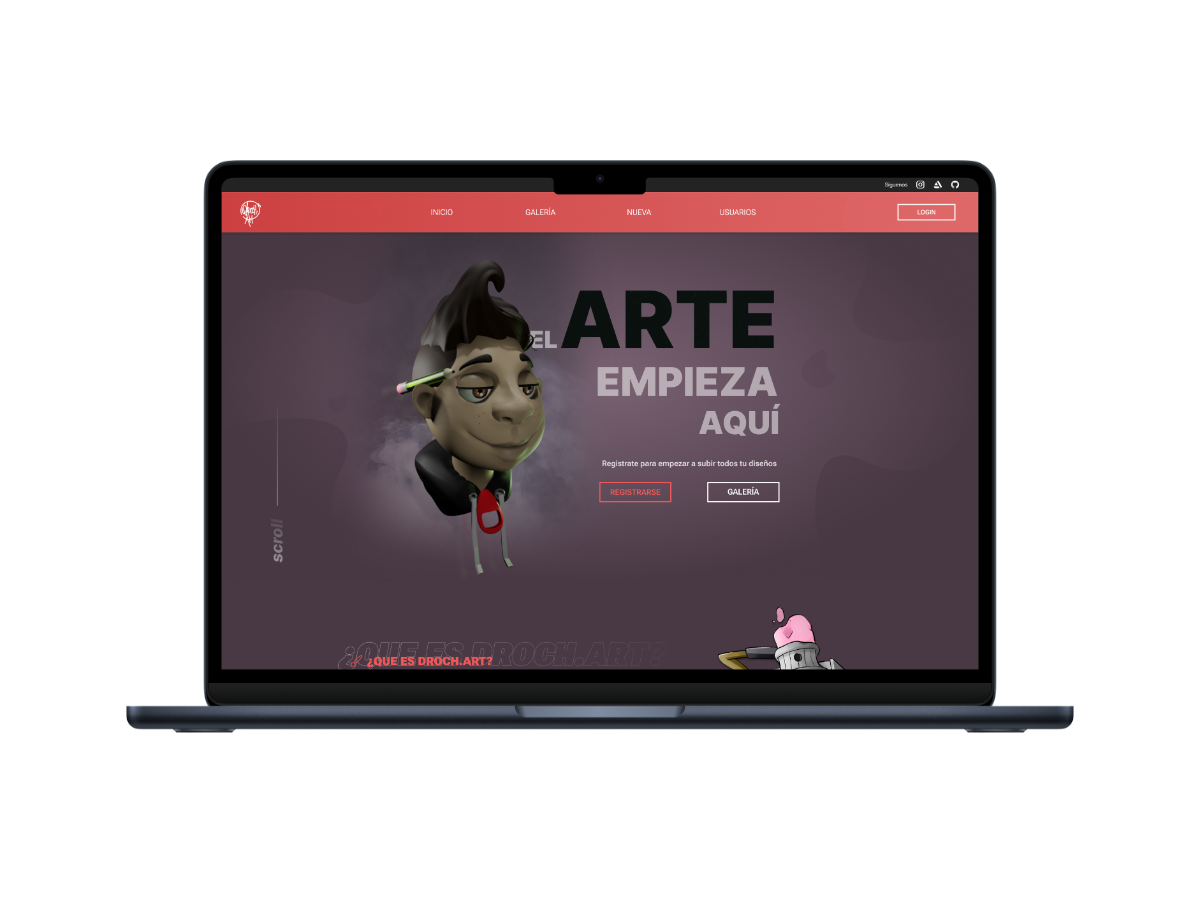 Síguenos
INICIO
GALERÍA
NUEVA
USUARIOS
LOGIN
EL ARTE
EMPIEZA
AQUÍ
Registrate para empezar a subir todos tu diseños
REGISTRARSE
GALERÍA
scroll
¿QUE ES DROCH.ART?
¿QUE ES DROCH.ART?